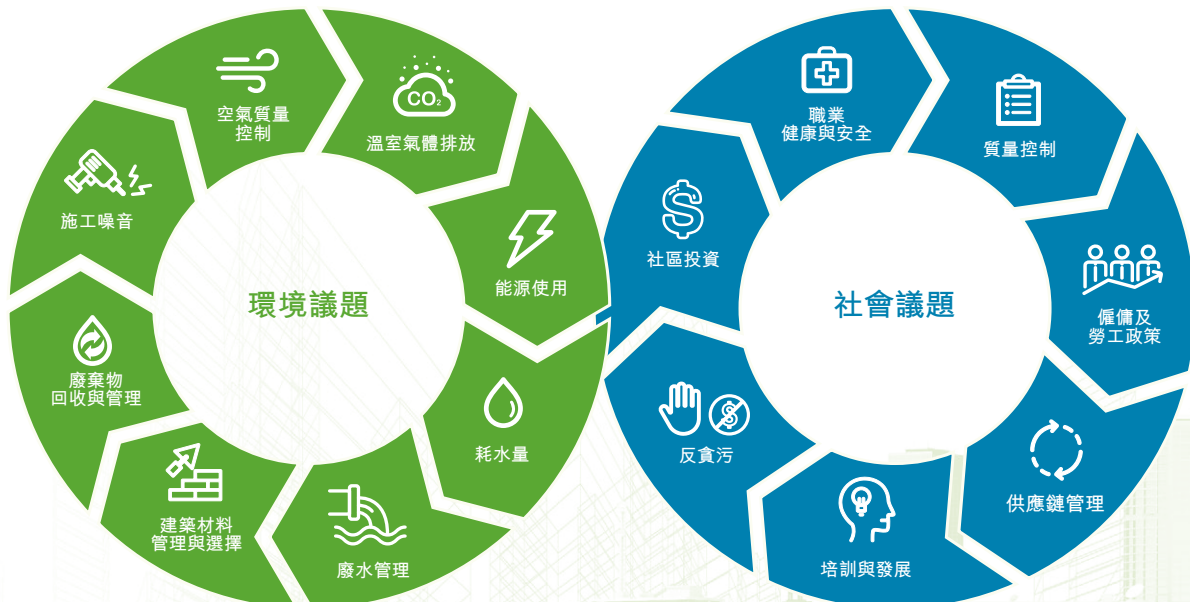 環境議題
空氣質量
控制
溫室氣體排放
CO₂
能源使用
耗水量
廢水管理
建築材料
管理與選擇
廢棄物
回收與管理
施工噪音
社會議題
職業
健康與安全
質量控制
僱傭及
勞工政策
供應鏈管理
培訓與發展
反貪污
社區投資